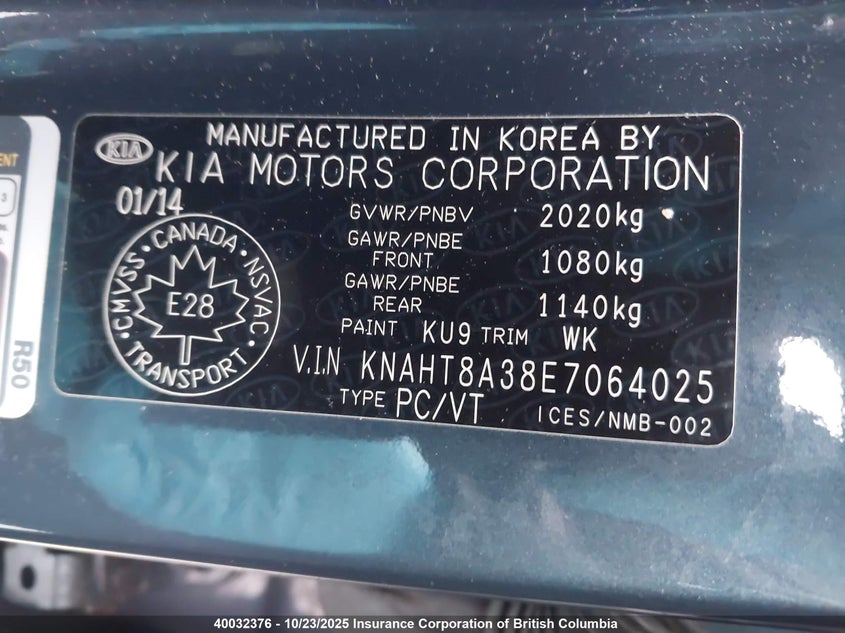 MANUFACTURED IN KOREA BY
KIA KIA MOTORS CORPORATION
01/14
GVWR/PNBV 2020kg
GAWR/PNBE
FRONT 1080kg
GAWR/PNBE
REAR 1140kg
PAINT KU9 TRIM WK
V.I.N KNAHT8A38E7064025
TYPE PC/VT ICES/NMB-002
CMVSS • CANADA • NSVAC • TRANSPORT •
E28
ENT
R50
40032376 - 10/23/2025 Insurance Corporation of British Columbia